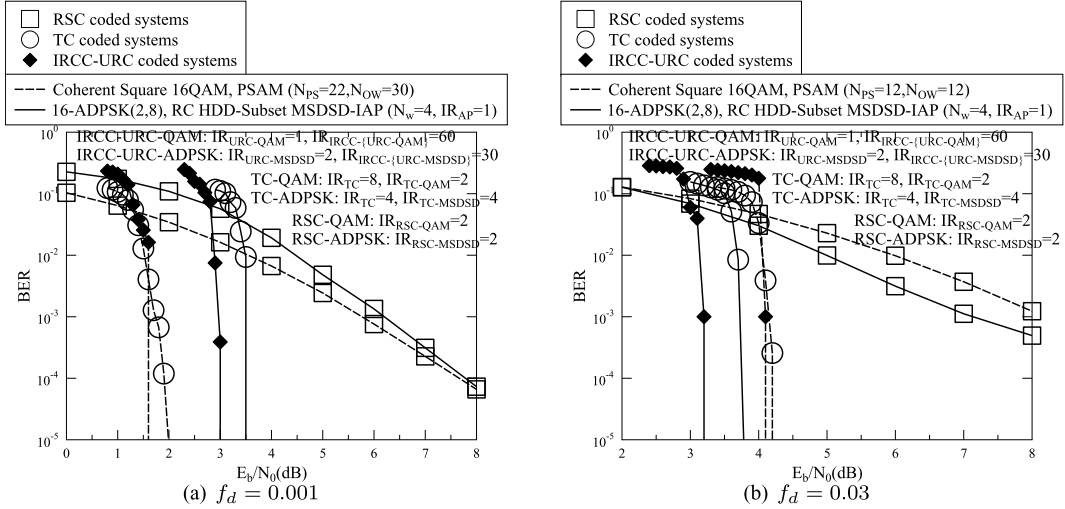 RSC coded systems
TC coded systems
IRCC-URC coded systems
Coherent Square 16QAM, PSAM (N_PS=22,N_OW=30)
16-ADPSK(2,8), RC HDD-Subset MSDSD-IAP (N_w=4, IR_AP=1)
10^0
IRCC-URC-QAM: IR_URC-QAM=1, IR_IRCC-{URC-QAM}=60
IRCC-URC-ADPSK: IR_URC-MSDSD=2, IR_IRCC-{URC-MSDSD}=30
TC-QAM: IR_TC=8, IR_TC-QAM=2
10^-1
TC-ADPSK: IR_TC=4, IR_TC-MSDSD=4
RSC-QAM: IR_RSC-QAM=2
RSC-ADPSK: IR_RSC-MSDSD=2
10^-2
BER
10^-3
10^-4
10^-5
0 1 2 3 4 5 6 7 8
E_b/N_0(dB)
(a) f_d = 0.001
RSC coded systems
TC coded systems
IRCC-URC coded systems
Coherent Square 16QAM, PSAM (N_PS=12,N_OW=12)
16-ADPSK(2,8), RC HDD-Subset MSDSD-IAP (N_w=4, IR_AP=1)
10^0
IRCC-URC-QAM: IR_URC-QAM=1, IR_IRCC-{URC-QAM}=60
IRCC-URC-ADPSK: IR_URC-MSDSD=2, IR_IRCC-{URC-MSDSD}=30
TC-QAM: IR_TC=8, IR_TC-QAM=2
10^-1
TC-ADPSK: IR_TC=4, IR_TC-MSDSD=4
RSC-QAM: IR_RSC-QAM=2
RSC-ADPSK: IR_RSC-MSDSD=2
10^-2
BER
10^-3
10^-4
10^-5
2 3 4 5 6 7 8
E_b/N_0(dB)
(b) f_d = 0.03